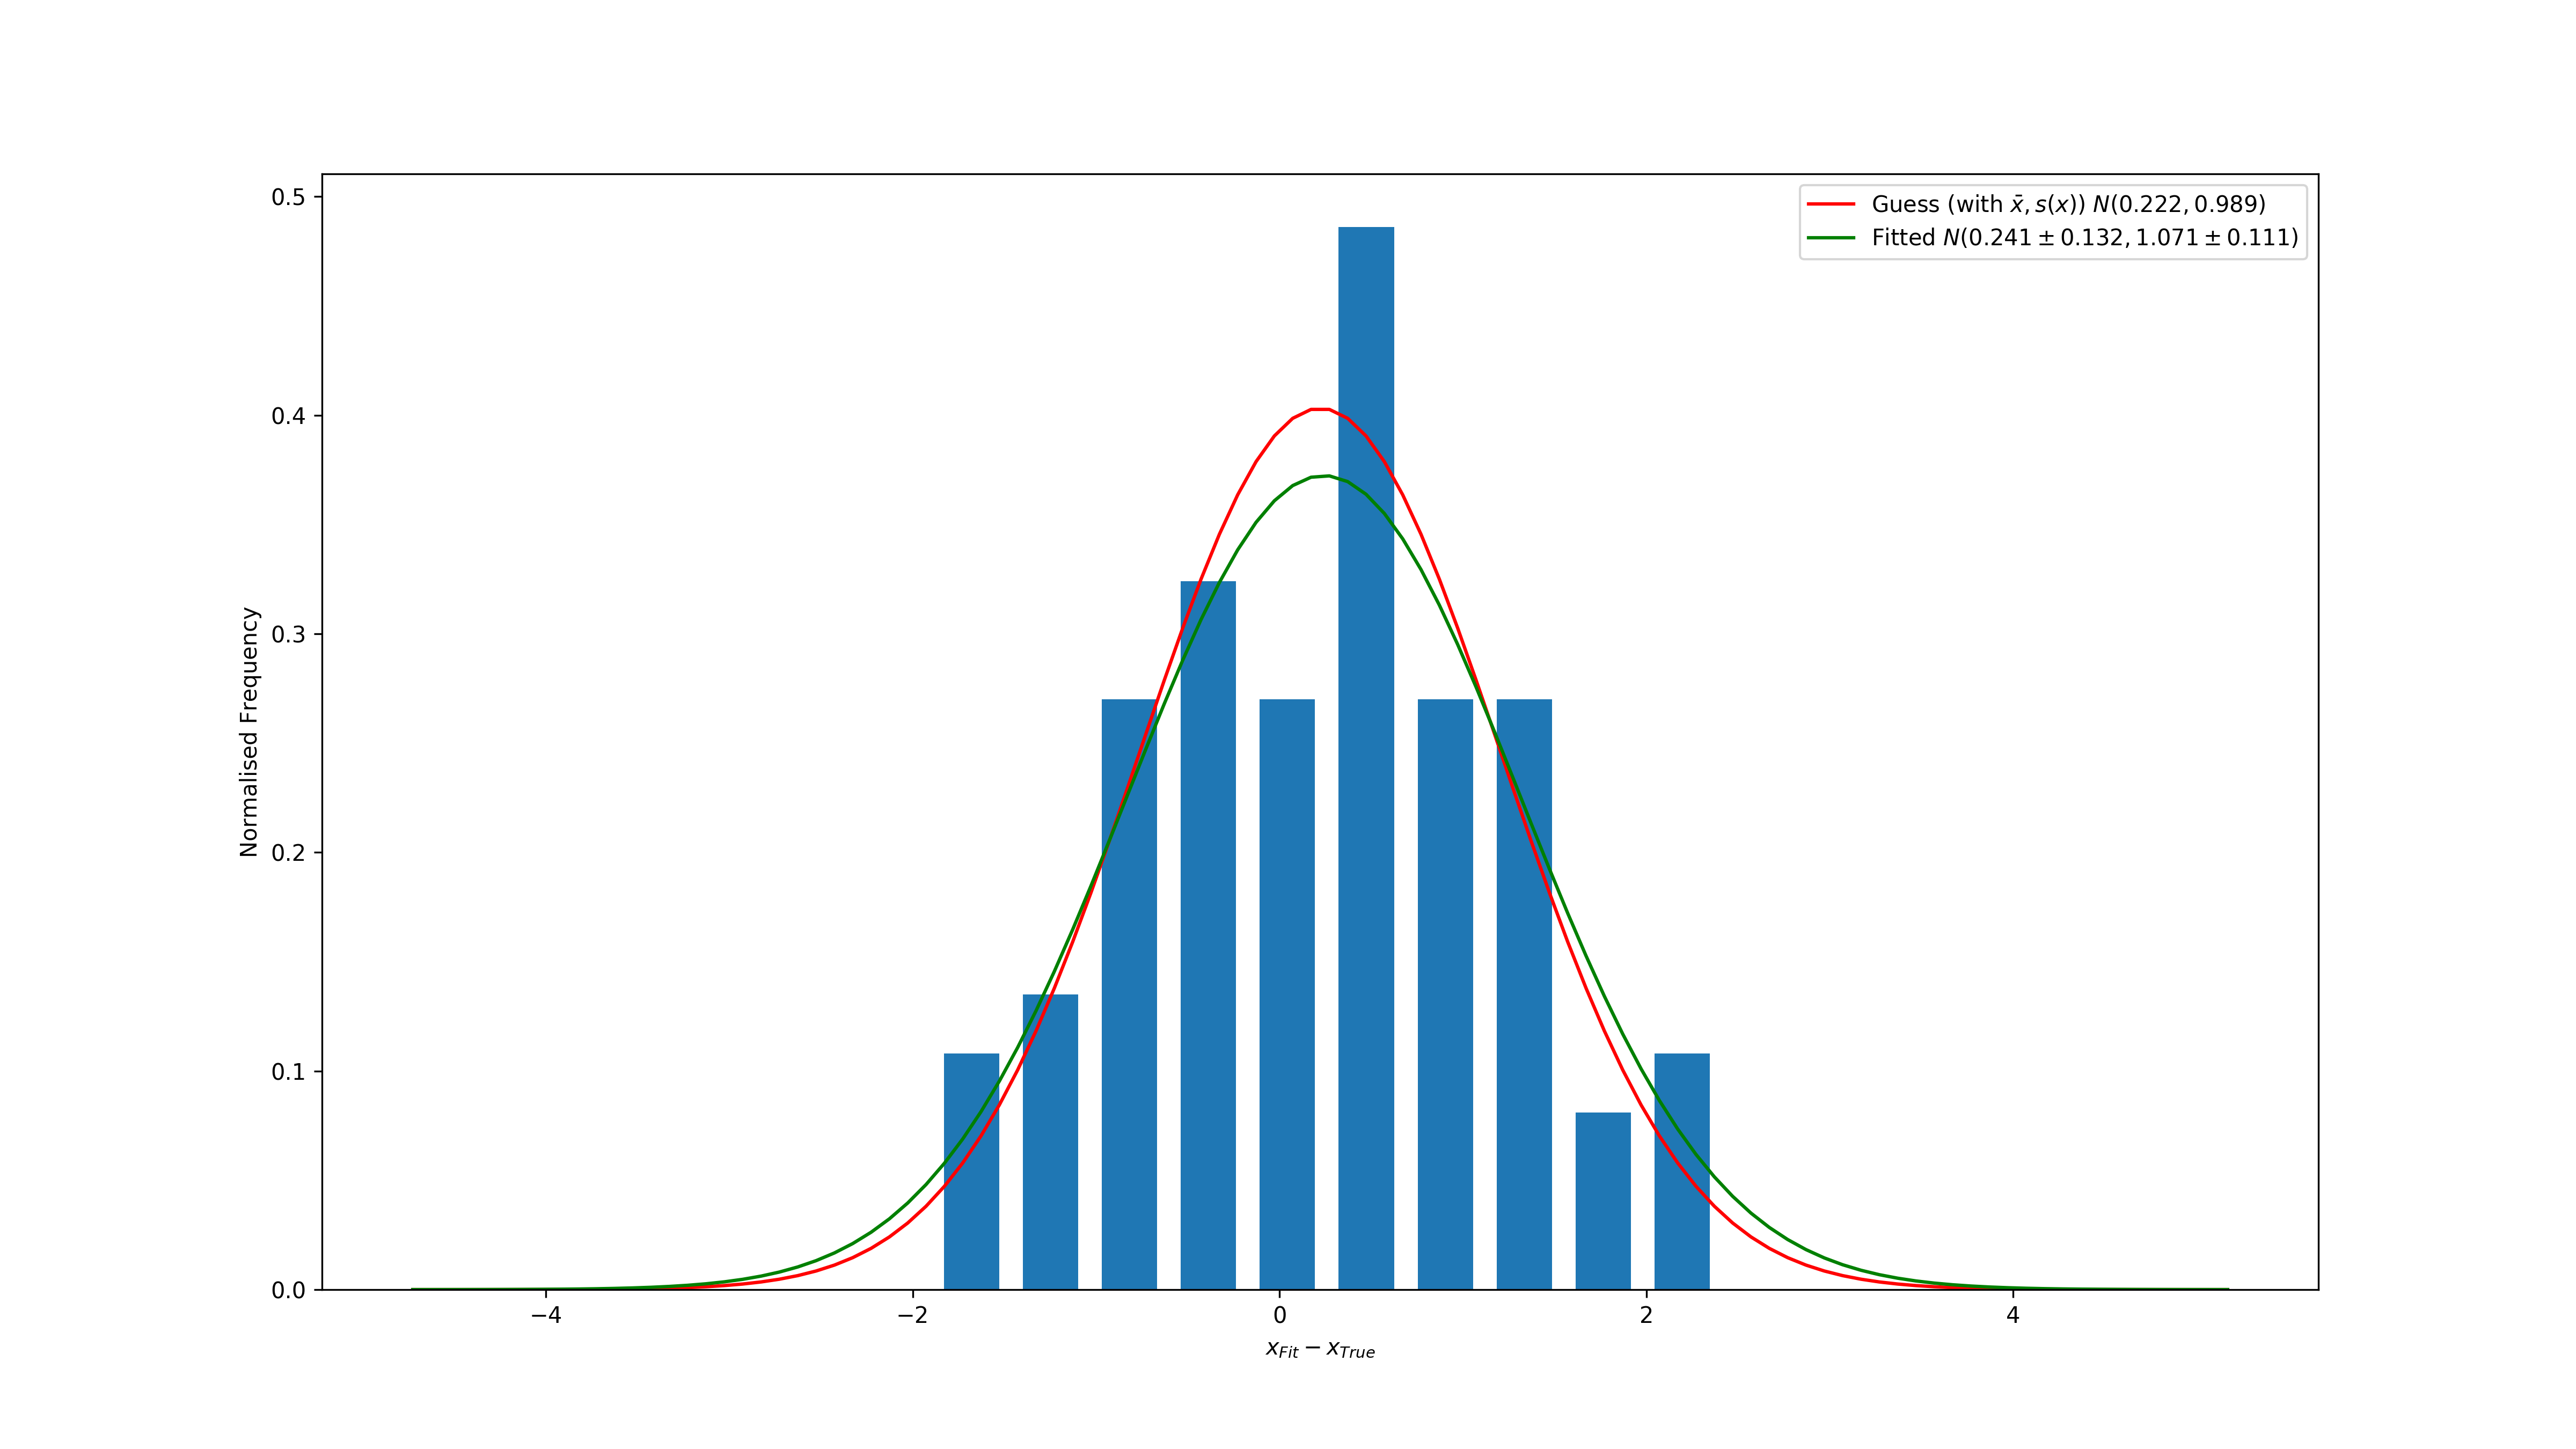 Guess (with x̄, s(x)) N(0.222, 0.989)
Fitted N(0.241 ± 0.132, 1.071 ± 0.111)
0.5
0.4
0.3
0.2
0.1
0.0
Normalised Frequency
−4
−2
0
2
4
x_Fit − x_True